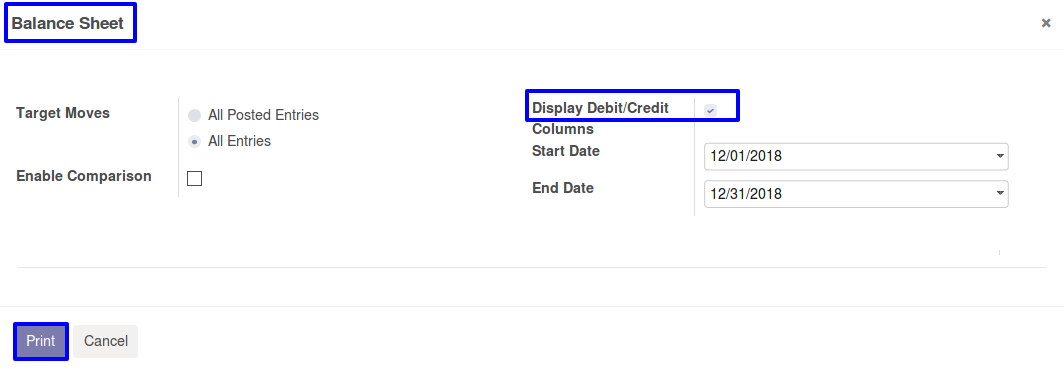 Balance Sheet
Target Moves
All Posted Entries
All Entries
Enable Comparison
Display Debit/Credit
Columns
Start Date
12/01/2018
End Date
12/31/2018
Print
Cancel